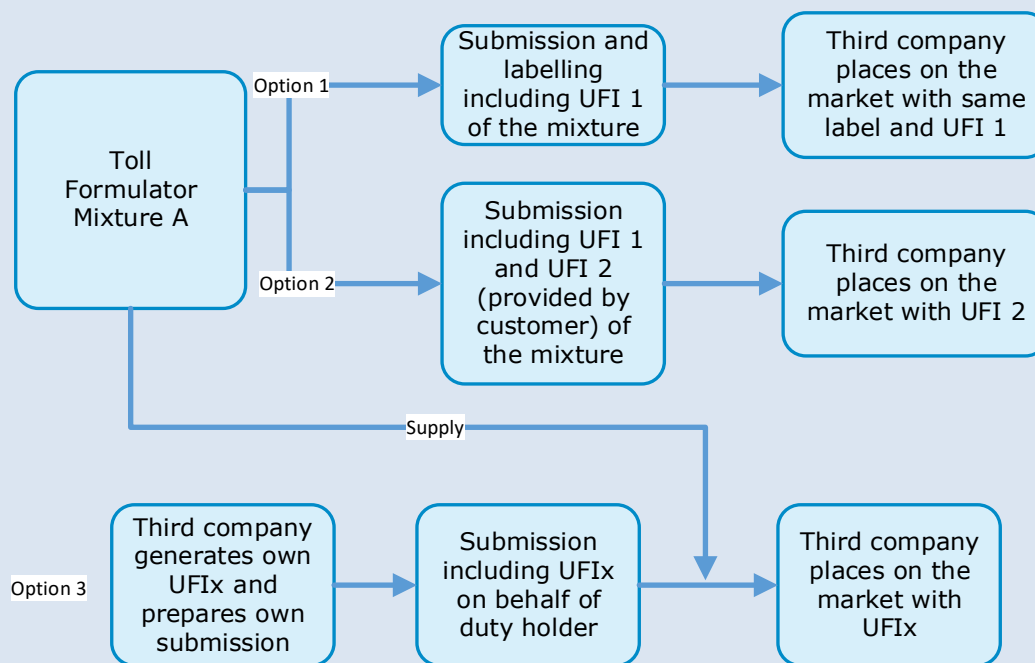 Toll
Formulator
Mixture A
Option 1
Submission and
labelling
including UFI 1
of the mixture
Third company
places on the
market with same
label and UFI 1
Option 2
Submission
including UFI 1
and UFI 2
(provided by
customer) of
the mixture
Third company
places on the
market with UFI 2
Supply
Option 3
Third company
generates own
UFIx and
prepares own
submission
Submission
including UFIx
on behalf of
duty holder
Third company
places on the
market with
UFIx